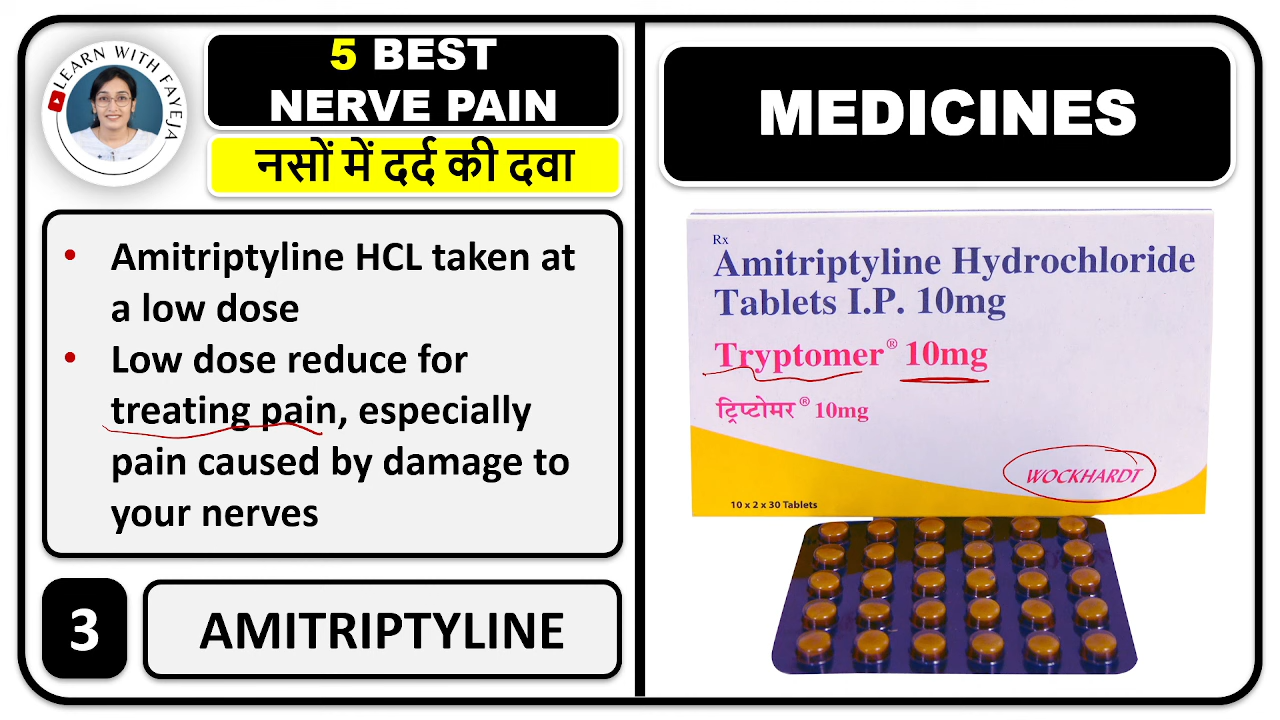 LEARN WITH FAYEJA
5 BEST
NERVE PAIN
नसों में दर्द की दवा
• Amitriptyline HCL taken at
a low dose
• Low dose reduce for
treating pain, especially
pain caused by damage to
your nerves
3
AMITRIPTYLINE
MEDICINES
Rx
Amitriptyline Hydrochloride
Tablets I.P. 10mg
Tryptomer® 10mg
ट्रिप्टोमर® 10mg
WOCKHARDT
10 x 2 x 30 Tablets